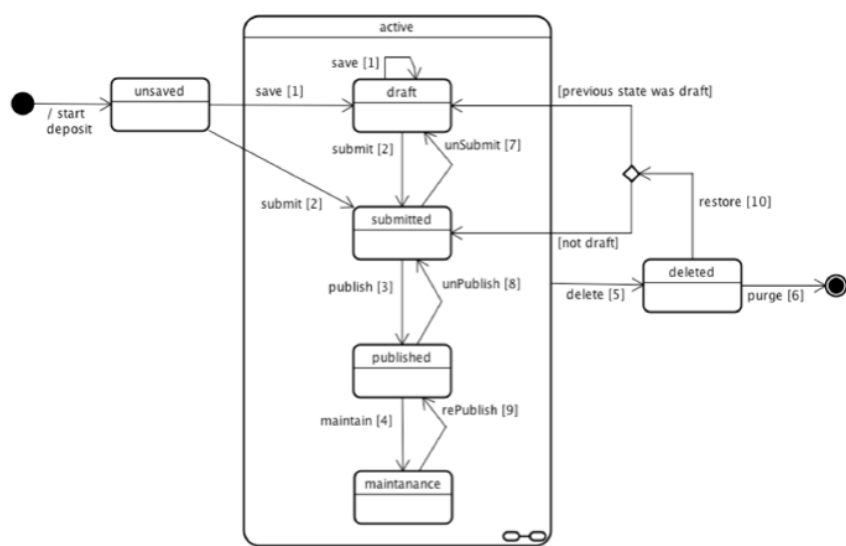 active
save [1]
unsaved
save [1]
draft
[previous state was draft]
/ start
deposit
submit [2]
unSubmit [7]
submit [2]
restore [10]
submitted
[not draft]
deleted
publish [3]
unPublish [8]
delete [5]
purge [6]
published
maintain [4]
rePublish [9]
maintanance